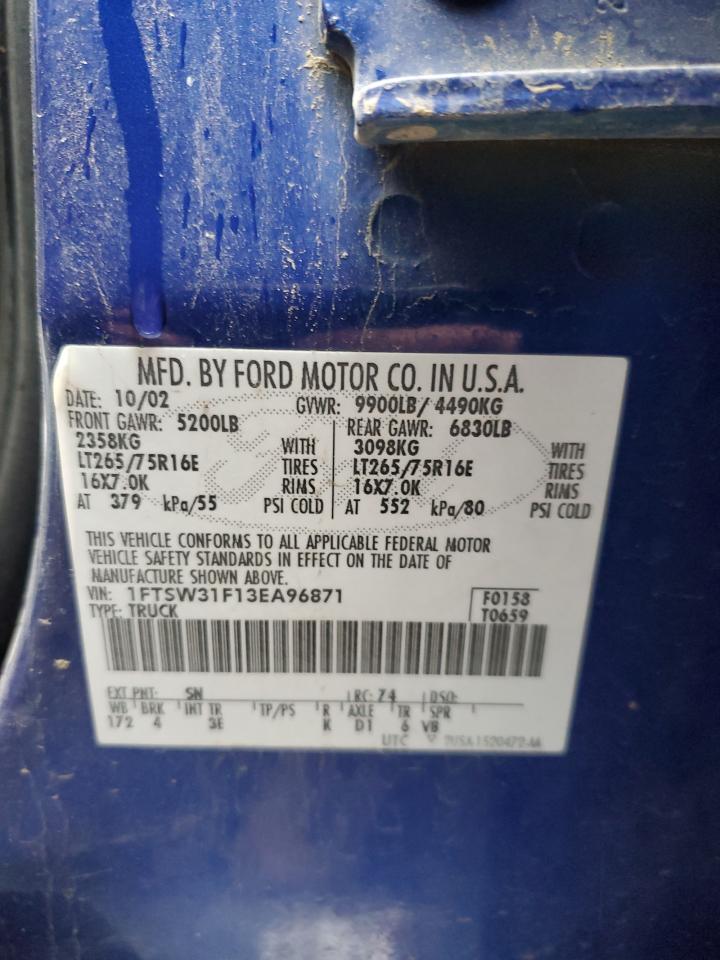 MFD. BY FORD MOTOR CO. IN U.S.A.
DATE: 10/02 GVWR: 9900LB/ 4490KG
FRONT GAWR: 5200LB REAR GAWR: 6830LB
2358KG WITH 3098KG WITH
LT265/75R16E TIRES LT265/75R16E TIRES
16X7.0K RIMS 16X7.0K RIMS
AT 379 kPa/55 PSI COLD AT 552 kPa/80 PSI COLD
THIS VEHICLE CONFORMS TO ALL APPLICABLE FEDERAL MOTOR
VEHICLE SAFETY STANDARDS IN EFFECT ON THE DATE OF
MANUFACTURE SHOWN ABOVE.
VIN: 1FTSW31F13EA96871 F0158
TYPE: TRUCK T0659
EXT PNT: SN RC: 74 DSO:
WB BRK INT TR TP/PS R AXLE TR SPR
172 4 3E K D1 6 VB
UTC